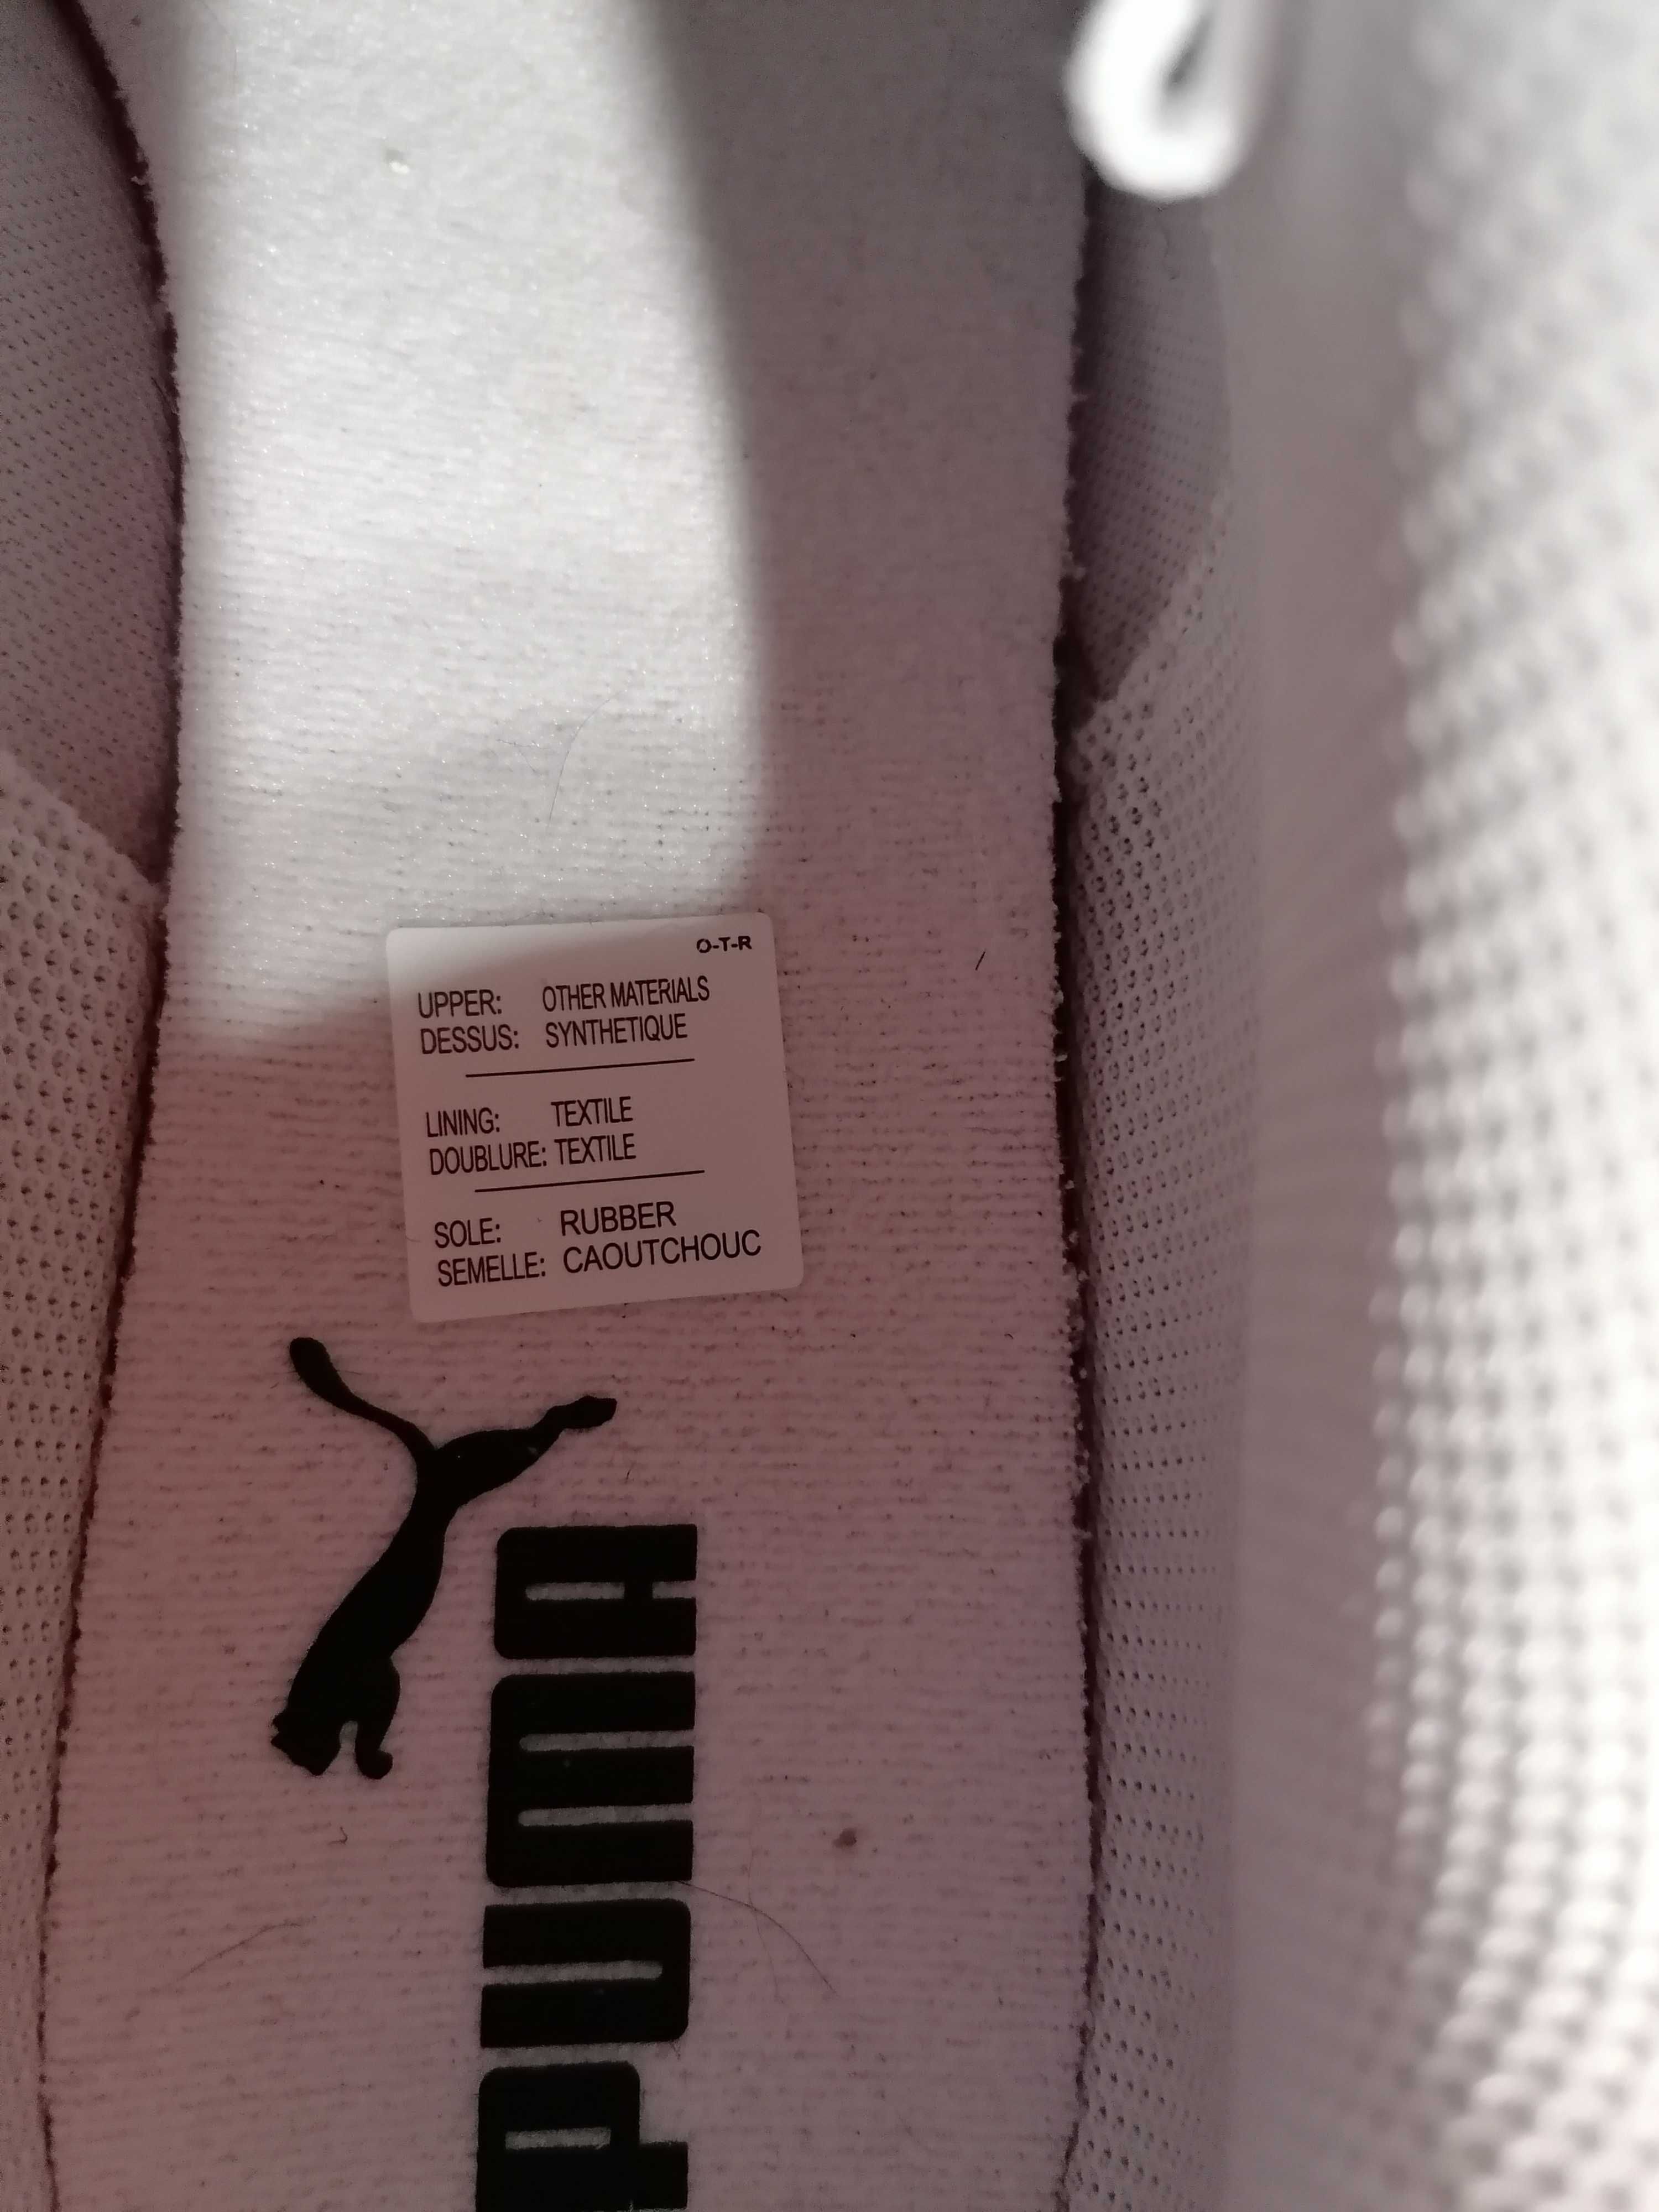 O-T-R
UPPER: OTHER MATERIALS
DESSUS: SYNTHETIQUE
LINING: TEXTILE
DOUBLURE: TEXTILE
SOLE: RUBBER
SEMELLE: CAOUTCHOUC
PUMA